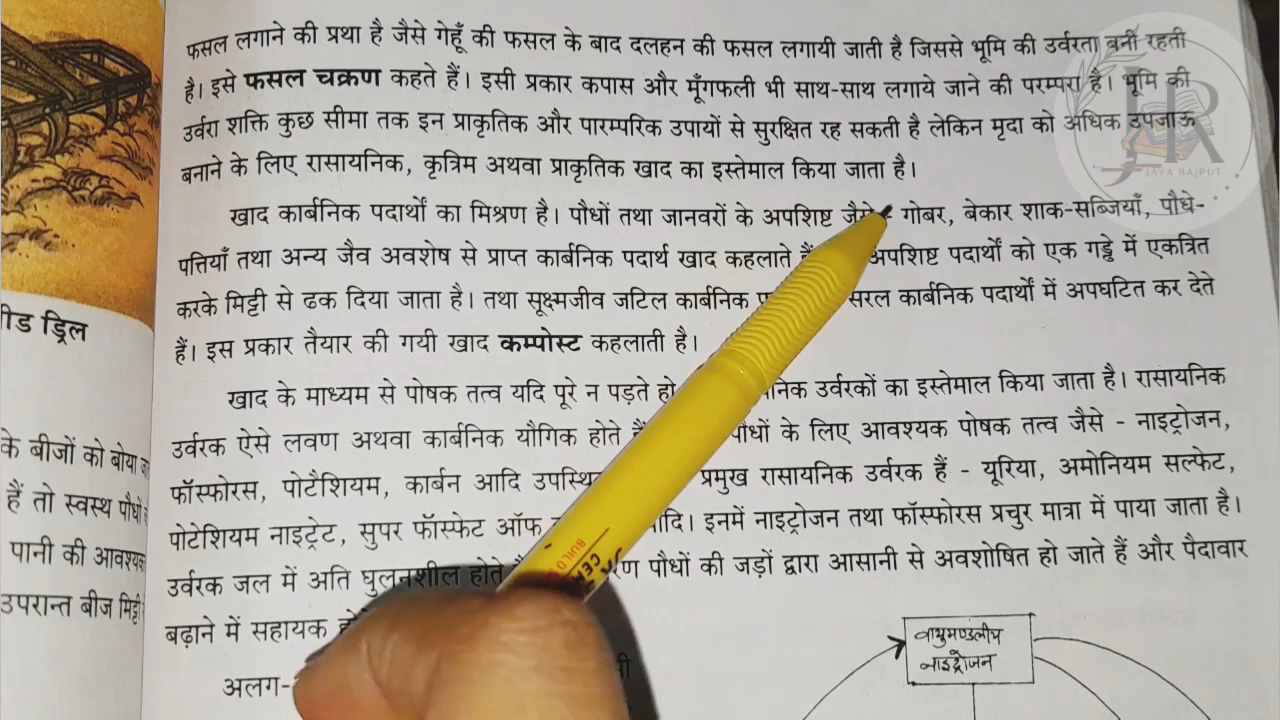 फसल लगाने की प्रथा है जैसे गेहूँ की फसल के बाद दलहन की फसल लगायी जाती है जिससे भूमि की उर्वरता बनी रहती
है। इसे फसल चक्रण कहते हैं। इसी प्रकार कपास और मूँगफली भी साथ-साथ लगाये जाने की परम्परा है। भूमि की
उर्वरा शक्ति कुछ सीमा तक इन प्राकृतिक और पारम्परिक उपायों से सुरक्षित रह सकती है लेकिन मृदा को अधिक उपजाऊ
बनाने के लिए रासायनिक, कृत्रिम अथवा प्राकृतिक खाद का इस्तेमाल किया जाता है।
JR
JAYA RAJPUT
खाद कार्बनिक पदार्थों का मिश्रण है। पौधों तथा जानवरों के अपशिष्ट गोबर, बेकार शाक-सब्जियाँ, पौधे-
पत्तियाँ तथा अन्य जैव अवशेष से प्राप्त कार्बनिक पदार्थ खाद कहलाते अपशिष्ट पदार्थों को एक गड्ढे में एकत्रित
करके मिट्टी से ढक दिया जाता है। तथा सूक्ष्मजीव जटिल कार्बनिक सरल कार्बनिक पदार्थों में अपघटित कर देते
हैं। इस प्रकार तैयार की गयी खाद कम्पोस्ट कहलाती है।
खाद के माध्यम से पोषक तत्व यदि पूरे न पड़ते हो उर्वरकों का इस्तेमाल किया जाता है। रासायनिक
उर्वरक ऐसे लवण अथवा कार्बनिक यौगिक होते पौधों के लिए आवश्यक पोषक तत्व जैसे - नाइट्रोजन,
फॉस्फोरस, पोटैशियम, कार्बन आदि प्रमुख रासायनिक उर्वरक हैं - यूरिया, अमोनियम सल्फेट,
पोटेशियम नाइट्रेट, सुपर फॉस्फेट ऑफ इनमें नाइट्रोजन तथा फॉस्फोरस प्रचुर मात्रा में पाया जाता है।
उर्वरक जल में अति घुलनशील होते पौधों की जड़ों द्वारा आसानी से अवशोषित हो जाते हैं और पैदावार
बढ़ाने में सहायक
अलग-
वायुमण्डलीय
नाइट्रोजन
ीड ड्रिल
के बीजों को बोया
हैं तो स्वस्थ पौधों
पानी की
उपरान्त बीज मिट्टी